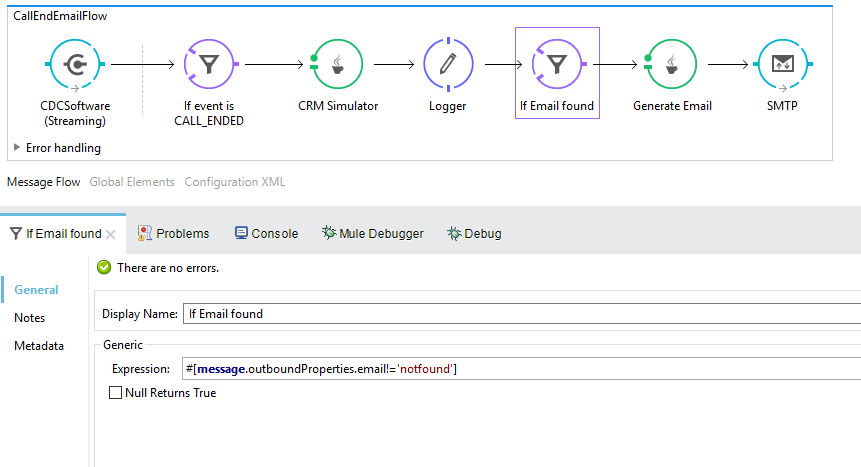 CallEndEmailFlow
CDCSoftware
(Streaming)
If event is
CALL_ENDED
CRM Simulator
Logger
If Email found
Generate Email
SMTP
Error handling
Message Flow Global Elements Configuration XML
If Email found Problems Console Mule Debugger Debug
There are no errors.
General
Notes
Metadata
Display Name: If Email found
Generic
Expression: #[message.outboundProperties.email!='notfound']
Null Returns True